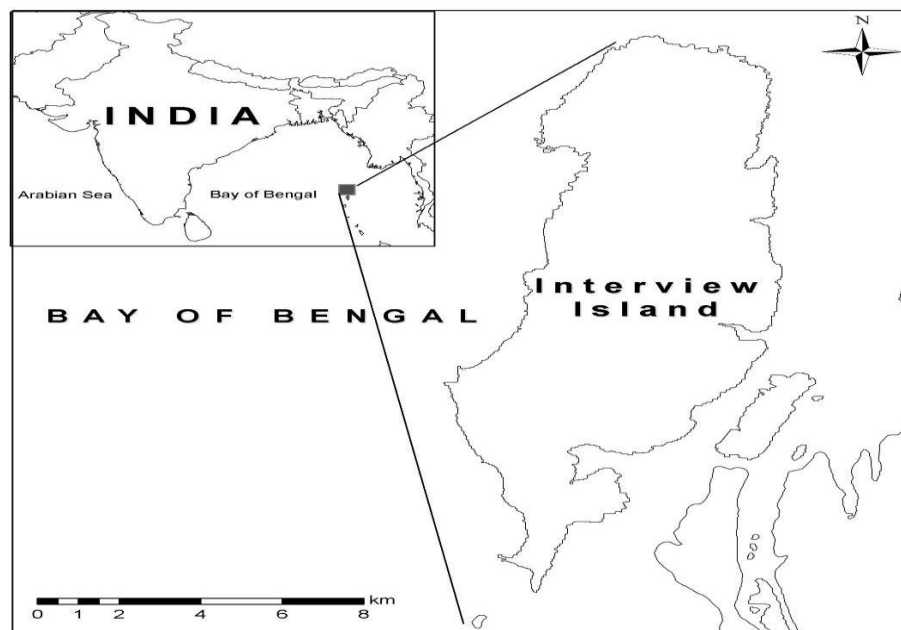 N
INDIA
Arabian Sea
Bay of Bengal
Interview
Island
BAY OF BENGAL
km
0 1 2 4 6 8